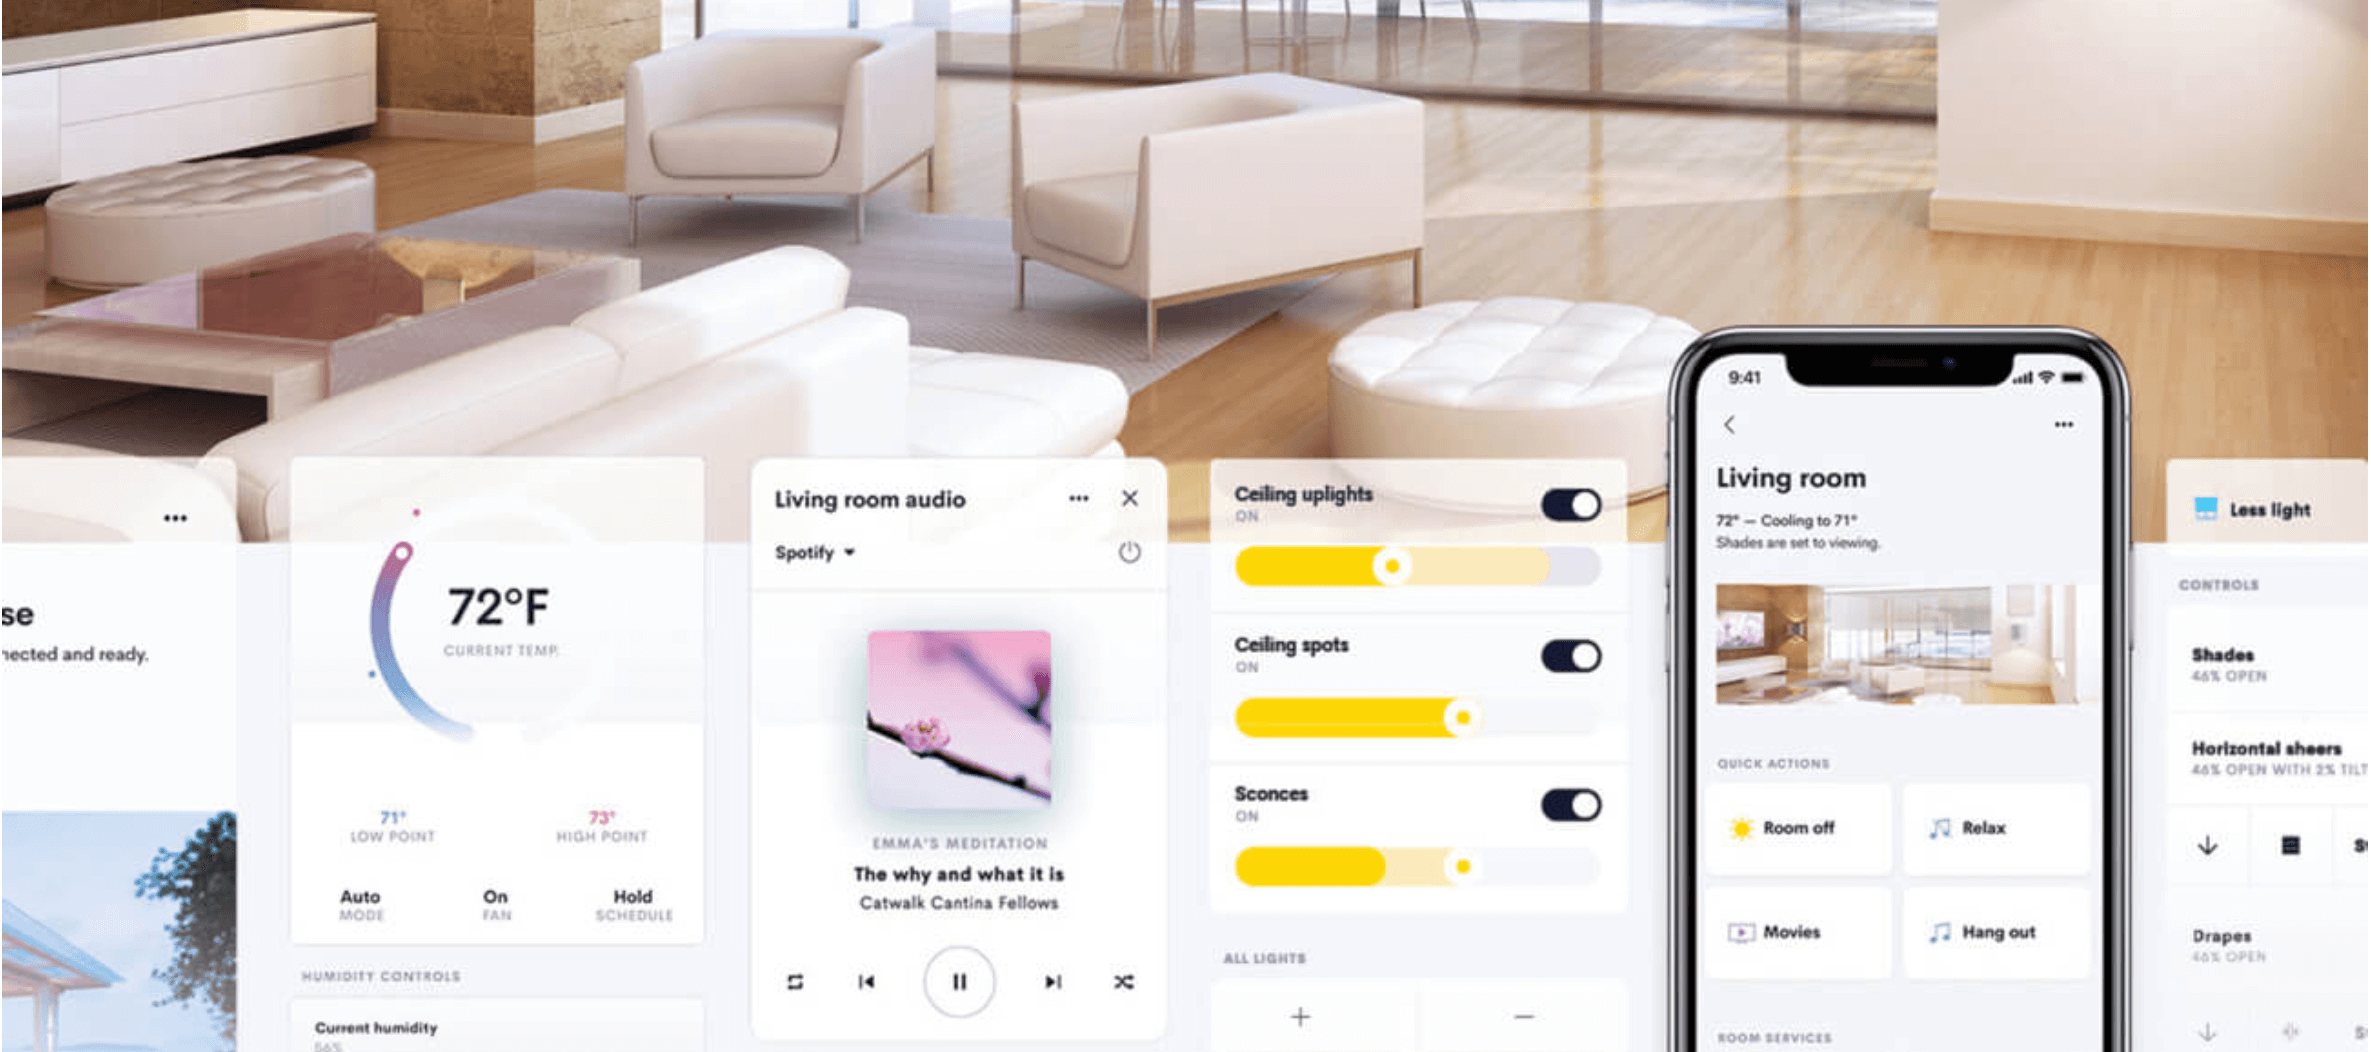 se
nected and ready.
72°F
CURRENT TEMP.
71°
LOW POINT
73°
HIGH POINT
Auto
MODE
On
FAN
Hold
SCHEDULE
HUMIDITY CONTROLS
Current humidity
56%
Living room audio
Spotify
EMMA'S MEDITATION
The why and what it is
Catwalk Cantina Fellows
Ceiling uplights
ON
Ceiling spots
ON
Sconces
ON
ALL LIGHTS
9:41
Living room
72° — Cooling to 71°
Shades are set to viewing.
QUICK ACTIONS
Room off
Relax
Movies
Hang out
ROOM SERVICES
Less light
CONTROLS
Shades
46% OPEN
Horizontal sheers
46% OPEN WITH 2% TILT
Drapes
46% OPEN